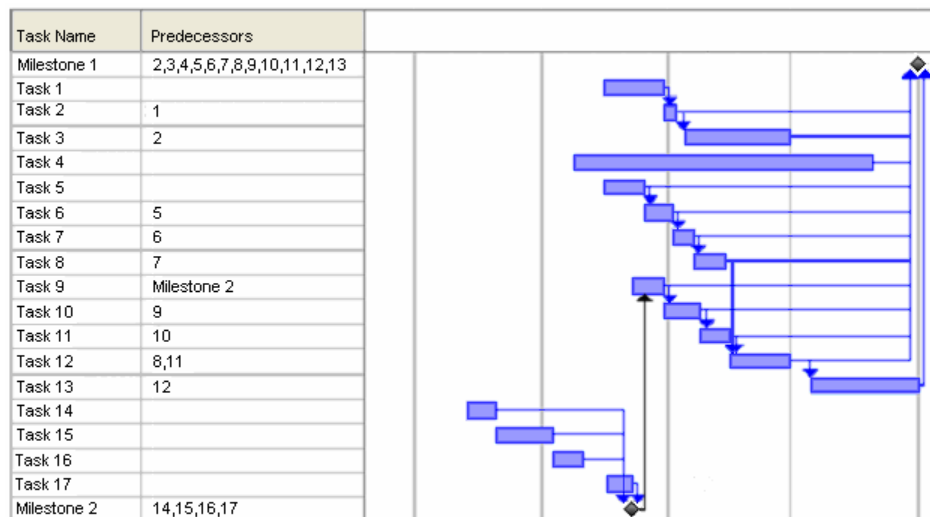 Task Name Predecessors
Milestone 1 2,3,4,5,6,7,8,9,10,11,12,13
Task 1
Task 2 1
Task 3 2
Task 4
Task 5
Task 6 5
Task 7 6
Task 8 7
Task 9 Milestone 2
Task 10 9
Task 11 10
Task 12 8,11
Task 13 12
Task 14
Task 15
Task 16
Task 17
Milestone 2 14,15,16,17